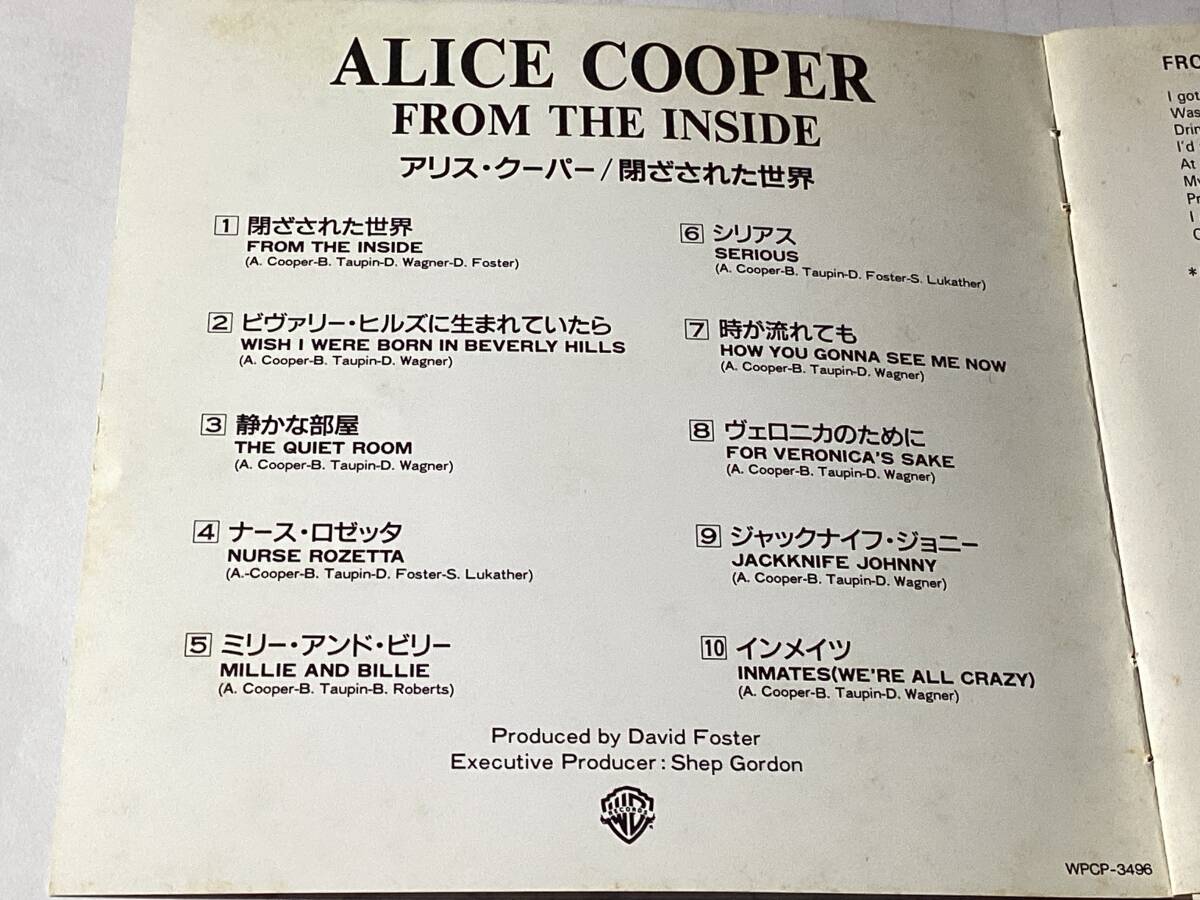 ALICE COOPER
FROM THE INSIDE
アリス・クーパー/閉ざされた世界
1 閉ざされた世界
FROM THE INSIDE
(A. Cooper-B. Taupin-D. Wagner-D. Foster)
2 ビヴァリー・ヒルズに生まれていたら
WISH I WERE BORN IN BEVERLY HILLS
(A. Cooper-B. Taupin-D. Wagner)
3 静かな部屋
THE QUIET ROOM
(A. Cooper-B. Taupin-D. Wagner)
4 ナース・ロゼッタ
NURSE ROZETTA
(A.-Cooper-B. Taupin-D. Foster-S. Lukather)
5 ミリー・アンド・ビリー
MILLIE AND BILLIE
(A. Cooper-B. Taupin-B. Roberts)
6 シリアス
SERIOUS
(A. Cooper-B. Taupin-D. Foster-S. Lukather)
7 時が流れても
HOW YOU GONNA SEE ME NOW
(A. Cooper-B. Taupin-D. Wagner)
8 ヴェロニカのために
FOR VERONICA'S SAKE
(A. Cooper-B. Taupin-D. Wagner)
9 ジャックナイフ・ジョニー
JACKKNIFE JOHNNY
(A. Cooper-B. Taupin-D. Wagner)
10 インメイツ
INMATES(WE'RE ALL CRAZY)
(A. Cooper-B. Taupin-D. Wagner)
Produced by David Foster
Executive Producer : Shep Gordon
RECORDS
WPCP-3496
FRO
I got
Was
Drin
I'd
At
My
Pr
I
*